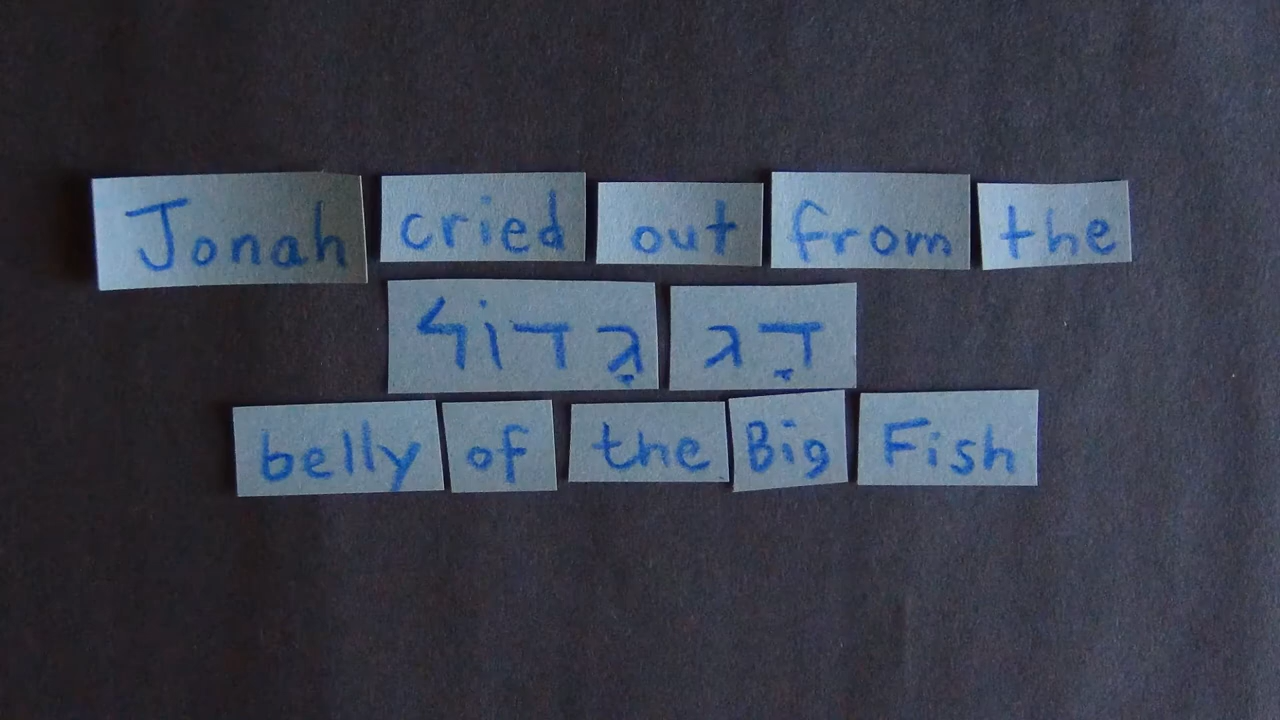 Jonah cried out from the
דָג גָדוֹל
belly of the Big Fish